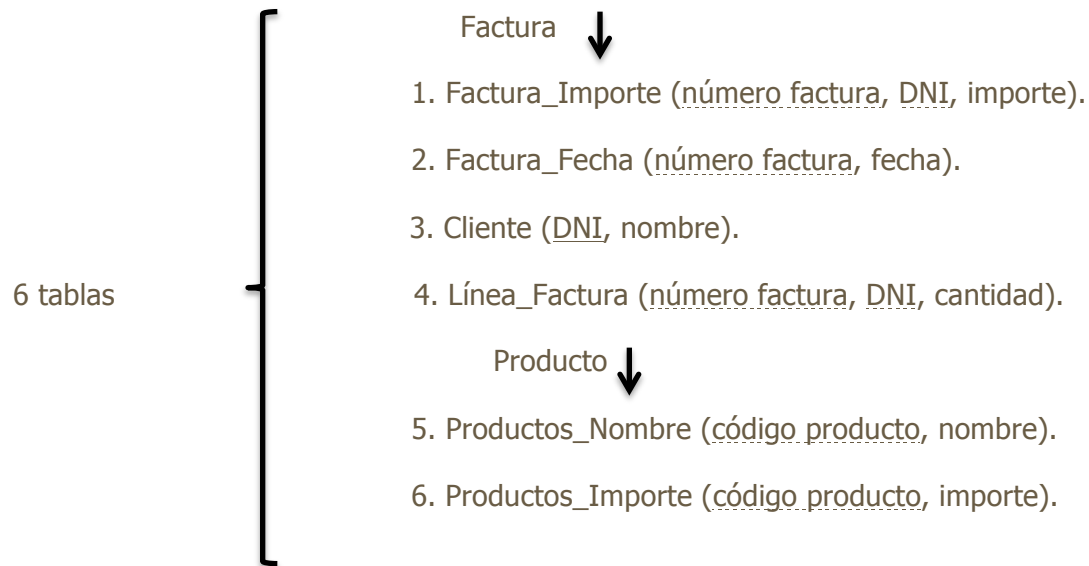 Factura
1. Factura_Importe (número factura, DNI, importe).
2. Factura_Fecha (número factura, fecha).
3. Cliente (DNI, nombre).
6 tablas
4. Línea_Factura (número factura, DNI, cantidad).
Producto
5. Productos_Nombre (código producto, nombre).
6. Productos_Importe (código producto, importe).